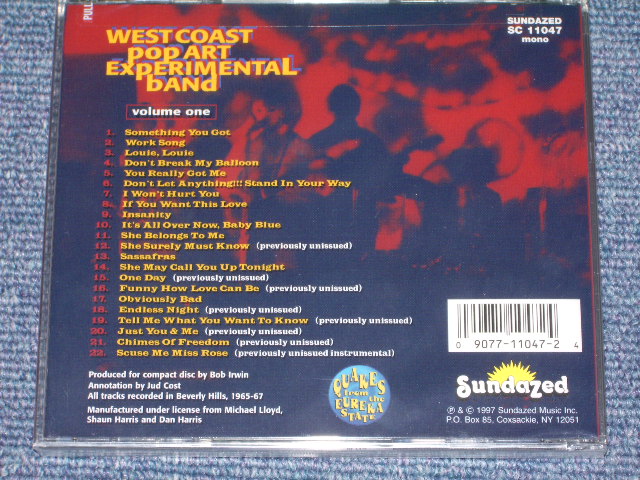 PULL
WEST COAST
POP ART
EXPERIMENTAL
BAND
volume one
SUNDAZED
SC 11047
mono
1. Something You Got
2. Work Song
3. Louie, Louie
4. Don't Break My Balloon
5. You Really Got Me
6. Don't Let Anything!!! Stand In Your Way
7. I Won't Hurt You
8. If You Want This Love
9. Insanity
10. It's All Over Now, Baby Blue
11. She Belongs To Me
12. She Surely Must Know (previously unissued)
13. Sassafras
14. She May Call You Up Tonight
15. One Day (previously unissued)
16. Funny How Love Can Be (previously unissued)
17. Obviously Bad
18. Endless Night (previously unissued)
19. Tell Me What You Want To Know (previously unissued)
20. Just You & Me (previously unissued)
21. Chimes Of Freedom (previously unissued)
22. Scuse Me Miss Rose (previously unissued instrumental)
Produced for compact disc by Bob Irwin
Annotation by Jud Cost
All tracks recorded in Beverly Hills, 1965-67
Manufactured under license from Michael Lloyd,
Shaun Harris and Dan Harris
QUAKES
from the
EUREKA
STATE
0 9077-11047-2 4
Sundazed
℗ & © 1997 Sundazed Music Inc.
P.O. Box 85, Coxsackie, NY 12051